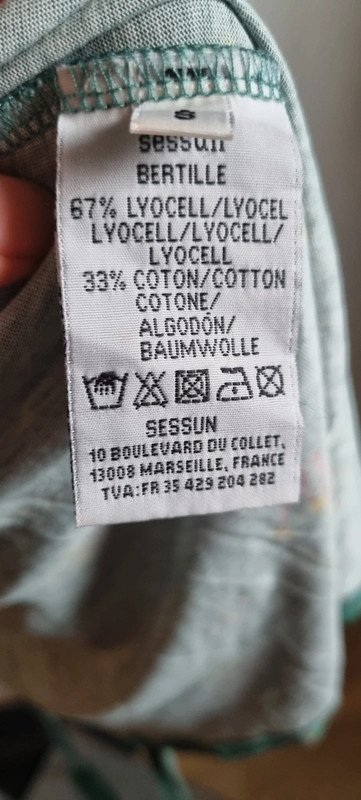 S
sessun
BERTILLE
67% LYOCELL/LYOCEL
LYOCELL/LYOCELL/
LYOCELL
33% COTON/COTTON
COTONE/
ALGODÓN/
BAUMWOLLE
SESSUN
10 BOULEVARD DU COLLET,
13008 MARSEILLE, FRANCE
TVA:FR 35 429 204 282